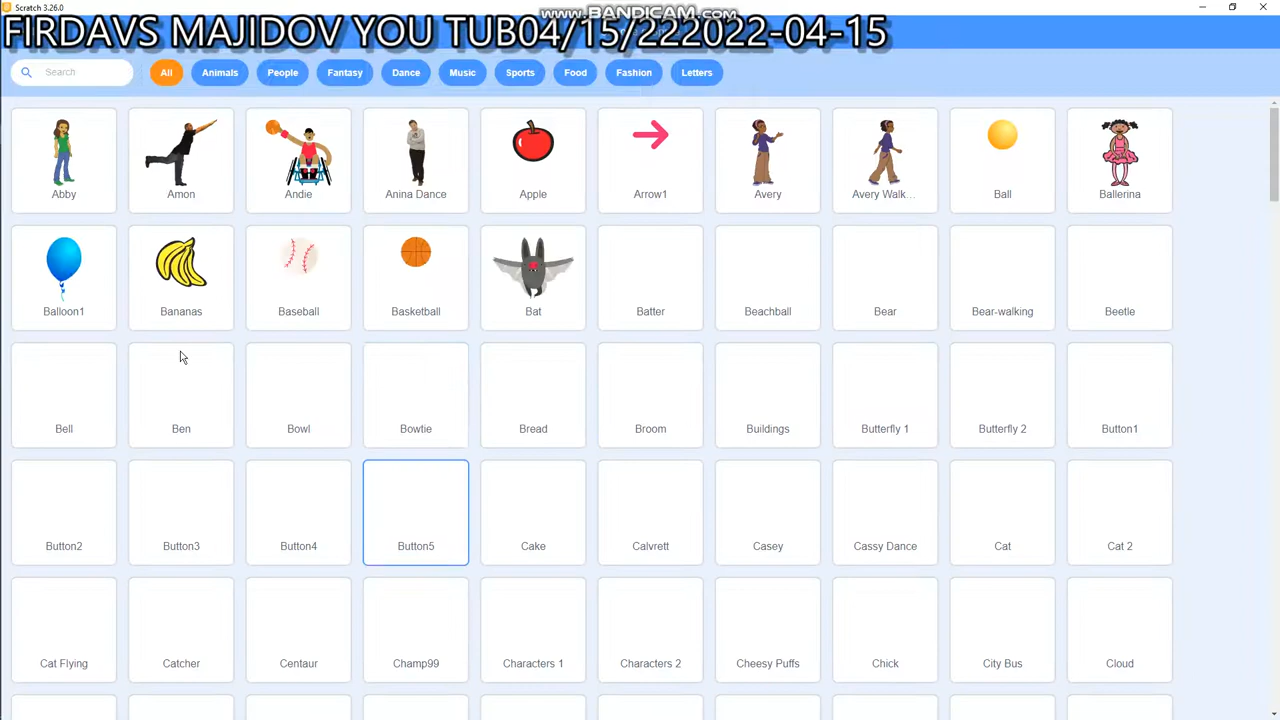 Scratch 3.26.0
www.BANDICAM.com
FIRDAVS MAJIDOV YOU TUB04/15/222022-04-15
Search
All Animals People Fantasy Dance Music Sports Food Fashion Letters
Abby Amon Andie Anina Dance Apple Arrow1 Avery Avery Walk... Ball Ballerina
Balloon1 Bananas Baseball Basketball Bat Batter Beachball Bear Bear-walking Beetle
Bell Ben Bowl Bowtie Bread Broom Buildings Butterfly 1 Butterfly 2 Button1
Button2 Button3 Button4 Button5 Cake Calvrett Casey Cassy Dance Cat Cat 2
Cat Flying Catcher Centaur Champ99 Characters 1 Characters 2 Cheesy Puffs Chick City Bus Cloud